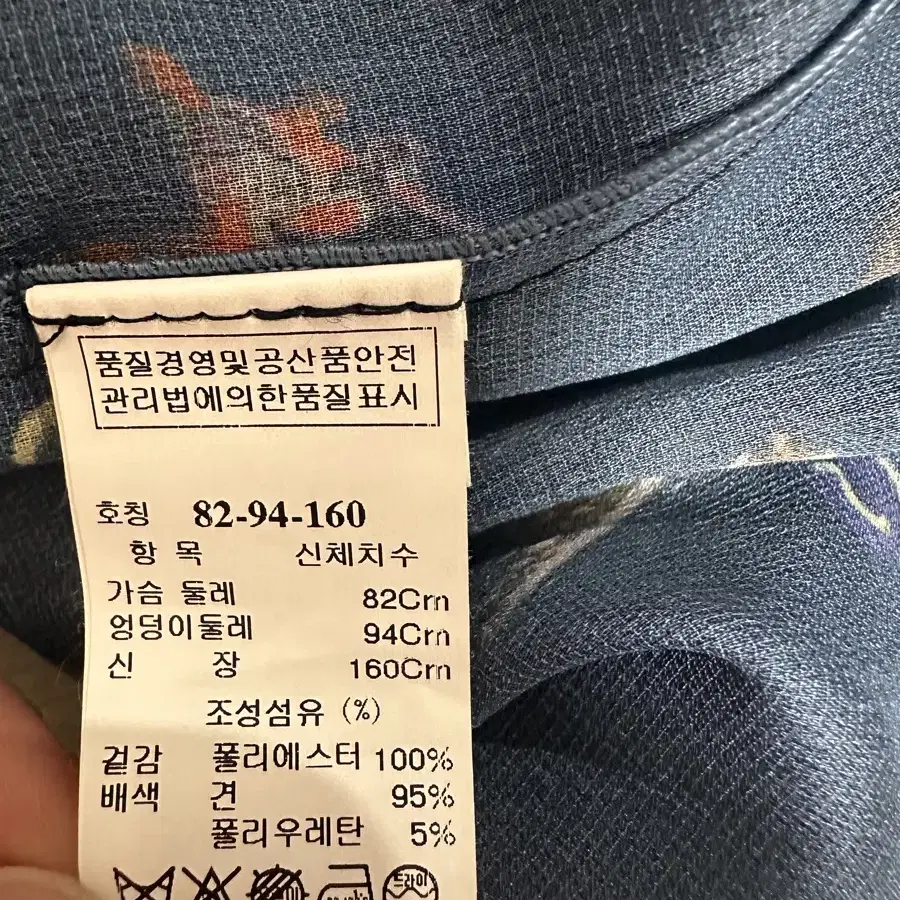 품질경영및공산품안전
관리법에의한품질표시
호칭 82-94-160
항 목 신체치수
가슴 둘레 82Cm
엉덩이둘레 94Cm
신 장 160Cm
조성섬유 (%)
겉감 폴리에스터 100%
배색 견 95%
폴리우레탄 5%
드라이